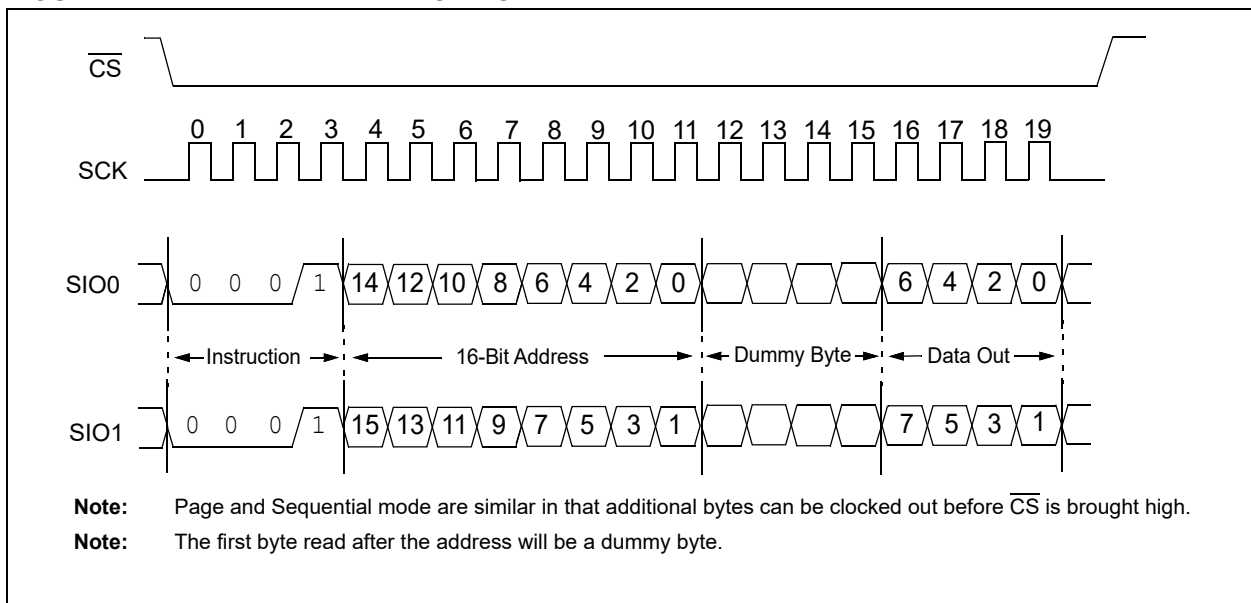 CS
0 1 2 3 4 5 6 7 8 9 10 11 12 13 14 15 16 17 18 19
SCK
SIO0 0 0 0 1 14 12 10 8 6 4 2 0 6 4 2 0
Instruction 16-Bit Address Dummy Byte Data Out
SIO1 0 0 0 1 15 13 11 9 7 5 3 1 7 5 3 1
Note: Page and Sequential mode are similar in that additional bytes can be clocked out before CS is brought high.
Note: The first byte read after the address will be a dummy byte.